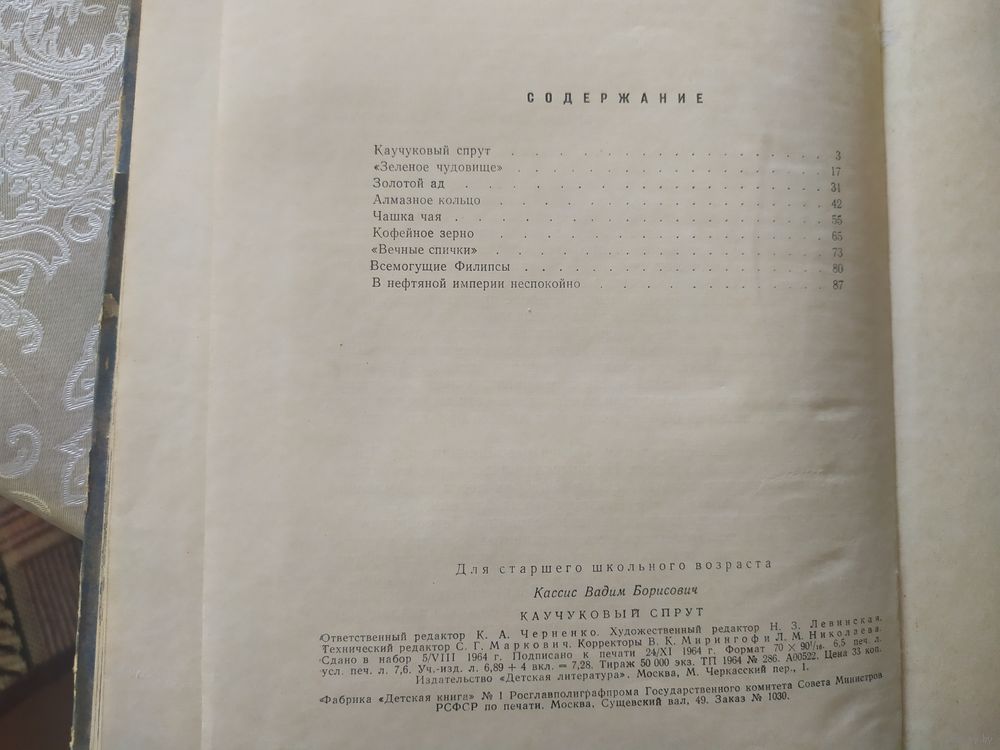 СОДЕРЖАНИЕ
Каучуковый спрут . . . . . . . . . . . . . . . . 3
«Зеленое чудовище» . . . . . . . . . . . . . . . . 17
Золотой ад . . . . . . . . . . . . . . . . . . 31
Алмазное кольцо . . . . . . . . . . . . . . . . 42
Чашка чая . . . . . . . . . . . . . . . . . . 55
Кофейное зерно . . . . . . . . . . . . . . . . 65
«Вечные спички» . . . . . . . . . . . . . . . . 73
Всемогущие Филипсы . . . . . . . . . . . . . . . 80
В нефтяной империи неспокойно . . . . . . . . . . . 87
Для старшего школьного возраста
Кассис Вадим Борисович
КАУЧУКОВЫЙ СПРУТ
Ответственный редактор К. А. Черненко. Художественный редактор Н. З. Левинская.
Технический редактор С. Г. Маркович. Корректоры В. К. Мирингоф и Л. М. Николаева.
Сдано в набор 5/VIII 1964 г. Подписано к печати 24/XI 1964 г. Формат 70 × 90¹/₁₆. 6,5 печ. л.
усл. печ. л. 7,6. Уч.-изд. л. 6,89 + 4 вкл. = 7,28. Тираж 50 000 экз. ТП 1964 № 286. А00522. Цена 33 коп.
Издательство «Детская литература». Москва, М. Черкасский пер., 1.
Фабрика «Детская книга» № 1 Росглавполиграфпрома Государственного комитета Совета Министров
РСФСР по печати. Москва, Сущевский вал, 49. Заказ № 1030.